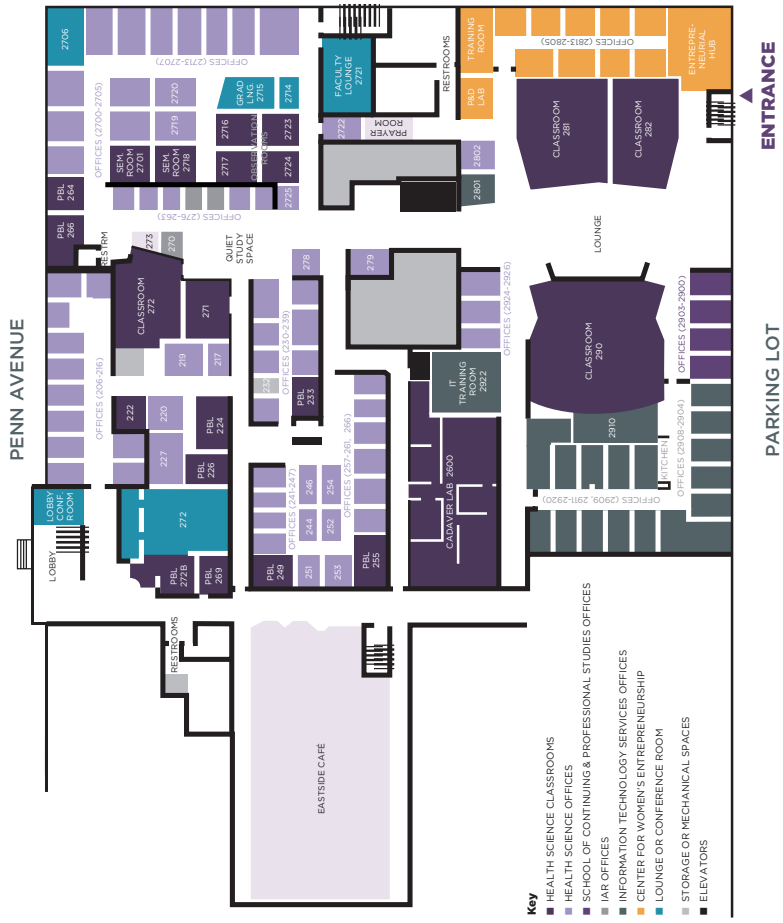 PENN AVENUE
2706
OFFICES (2715-2707)
OFFICES (2700-2705)
2720
2719
GRAD
LNG.
2715
2714
SEM.
ROOM
2701
SEM.
ROOM
2718
2716
2717
OBSERVATION
ROOMS
2723
2724
PBL
264
PBL
266
OFFICES (276-263)
2725
RESTRM
273
270
QUIET
STUDY
SPACE
FACULTY
LOUNGE
2721
2722
PRAYER
ROOM
RESTROOMS
TRAINING
ROOM
R&D
LAB
OFFICES (2813-2805)
ENTREPRE-
NEURIAL
HUB
CLASSROOM
281
CLASSROOM
282
ENTRANCE
2802
2801
LOUNGE
CLASSROOM
272
271
219
217
278
279
OFFICES (230-239)
232
PBL
233
OFFICES (206-216)
222
220
PBL
224
227
PBL
226
OFFICES (2924-2926)
IT
TRAINING
ROOM
2922
CLASSROOM
290
OFFICES (2903-2900)
PARKING LOT
2910
KITCHEN
OFFICES (2908-2904)
OFFICES (2909, 2911-2920)
OFFICES (241-247)
246
254
244
252
251
253
PBL
249
PBL
255
OFFICES (257-261, 266)
CADAVER LAB 2600
LOBBY
CONF.
ROOM
LOBBY
272
PBL
272B
PBL
269
RESTROOMS
EASTSIDE CAFÉ
Key
HEALTH SCIENCE CLASSROOMS
HEALTH SCIENCE OFFICES
SCHOOL OF CONTINUING & PROFESSIONAL STUDIES OFFICES
IAR OFFICES
INFORMATION TECHNOLOGY SERVICES OFFICES
CENTER FOR WOMEN'S ENTREPRENEURSHIP
LOUNGE OR CONFERENCE ROOM
STORAGE OR MECHANICAL SPACES
ELEVATORS